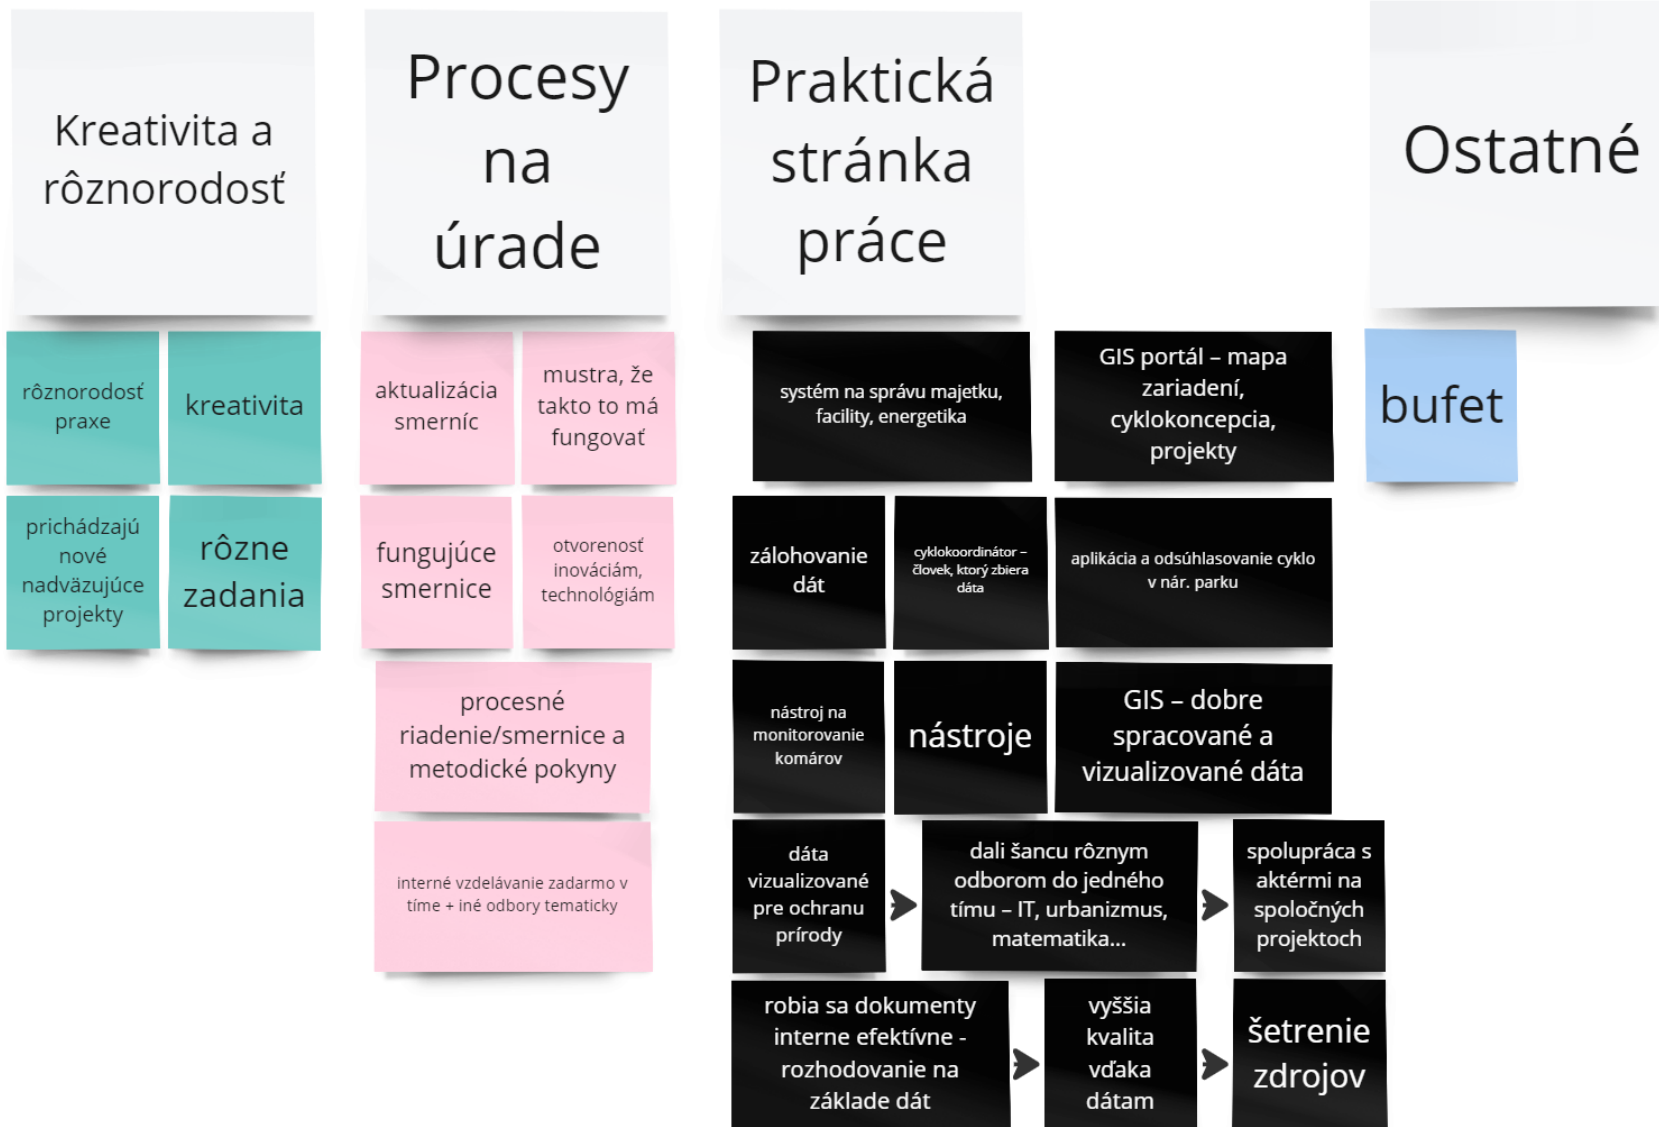 Kreativita a
rôznorodosť
Procesy
na
úrade
Praktická
stránka
práce
Ostatné
rôznorodosť
praxe
kreativita
prichádzajú
nové
nadväzujúce
projekty
rôzne
zadania
aktualizácia
smerníc
mustra, že
takto to má
fungovať
fungujúce
smernice
otvorenosť
inováciám,
technológiám
procesné
riadenie/smernice a
metodické pokyny
interné vzdelávanie zadarmo v
tíme + iné odbory tematicky
systém na správu majetku,
facility, energetika
GIS portál – mapa
zariadení,
cyklokoncepcia,
projekty
zálohovanie
dát
cyklokoordinátor –
človek, ktorý zbiera
dáta
aplikácia a odsúhlasovanie cyklo
v nár. parku
nástroj na
monitorovanie
komárov
nástroje
GIS – dobre
spracované a
vizualizované dáta
dáta
vizualizované
pre ochranu
prírody
dali šancu rôznym
odborom do jedného
tímu – IT, urbanizmus,
matematika...
spolupráca s
aktérmi na
spoločných
projektoch
robia sa dokumenty
interne efektívne -
rozhodovanie na
základe dát
vyššia
kvalita
vďaka
dátam
šetrenie
zdrojov
bufet